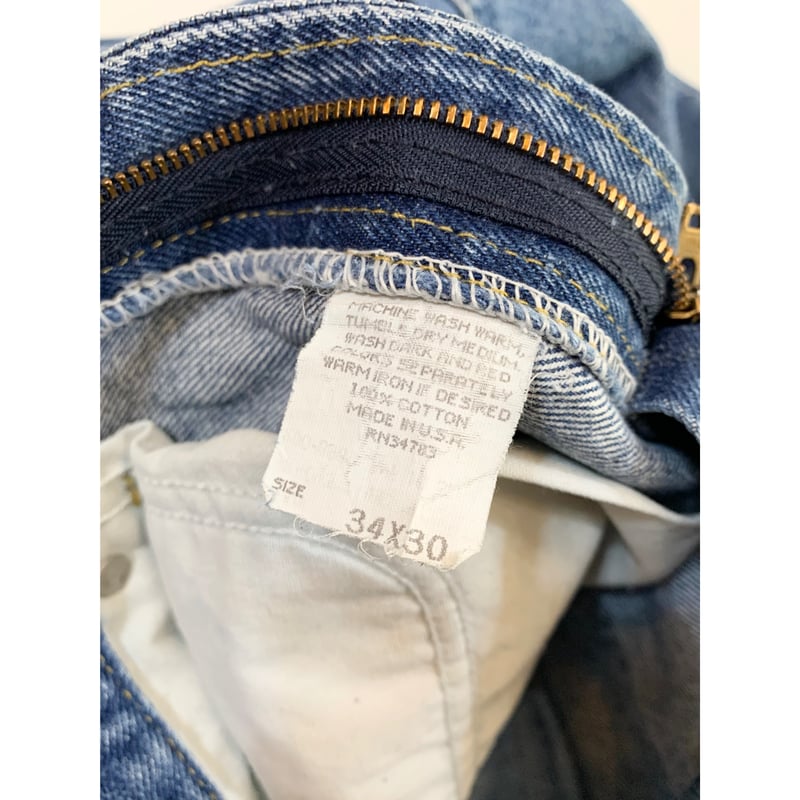 MACHINE WASH WARM,
TUMBLE DRY MEDIUM,
WASH DARK AND RED
COLORS SEPARATELY
WARM IRON IF DESIRED
100% COTTON
MADE IN U.S.A.
RN34783
SIZE
34X30